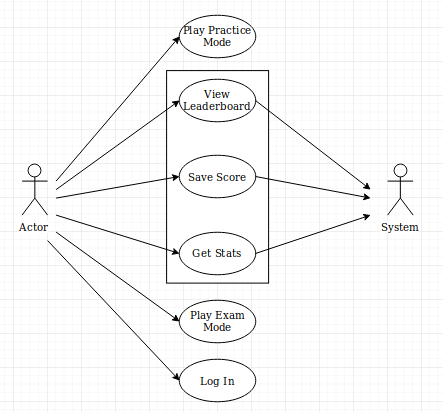 Play Practice
Mode
View
Leaderboard
Save Score
Actor
System
Get Stats
Play Exam
Mode
Log In